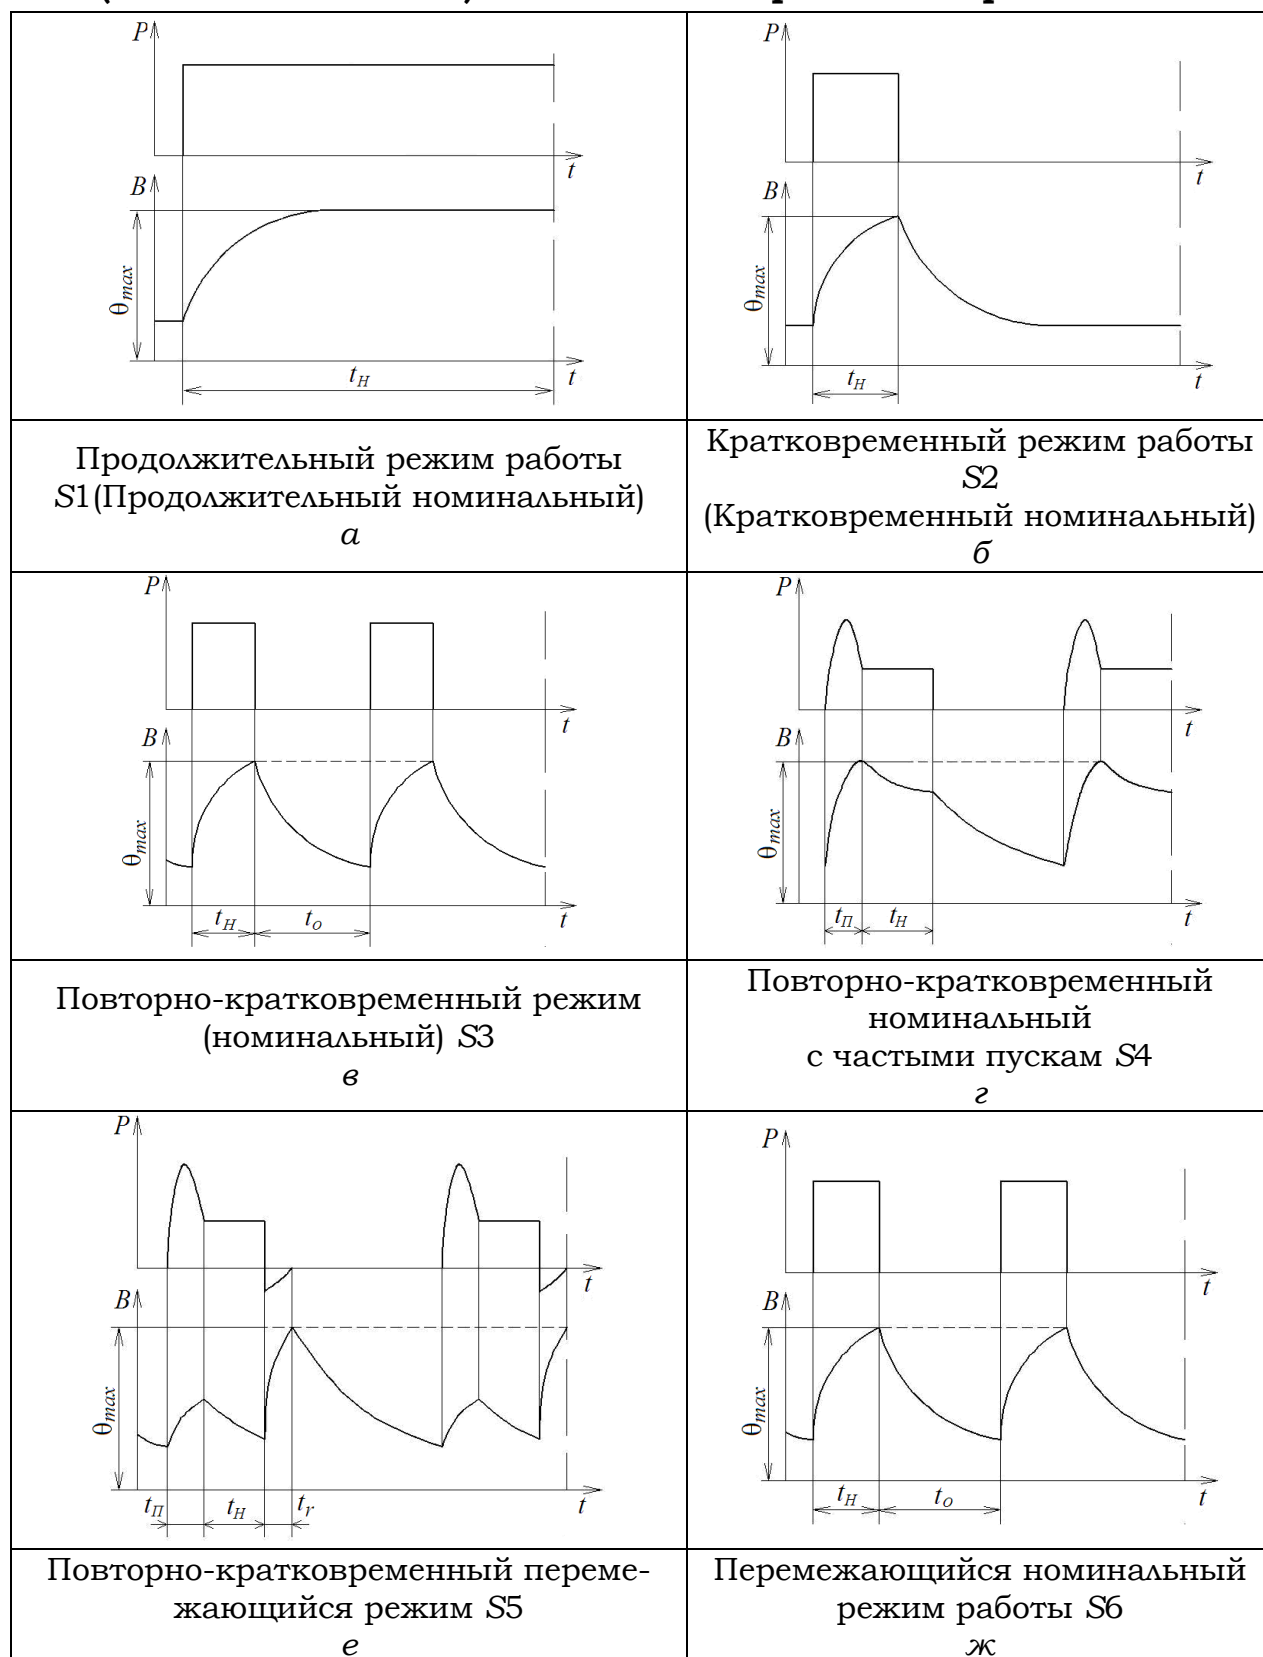 P
t
B
θmax
tН
t
P
t
B
θmax
tН
t
Продолжительный режим работы
S1(Продолжительный номинальный)
а
Кратковременный режим работы
S2
(Кратковременный номинальный)
б
P
t
B
θmax
tН tо
t
P
t
B
θmax
tП tН
t
Повторно-кратковременный режим
(номинальный) S3
в
Повторно-кратковременный
номинальный
с частыми пускам S4
г
P
t
B
θmax
tП tН tr
t
P
t
B
θmax
tН tо
t
Повторно-кратковременный переме-
жающийся режим S5
е
Перемежающийся номинальный
режим работы S6
ж